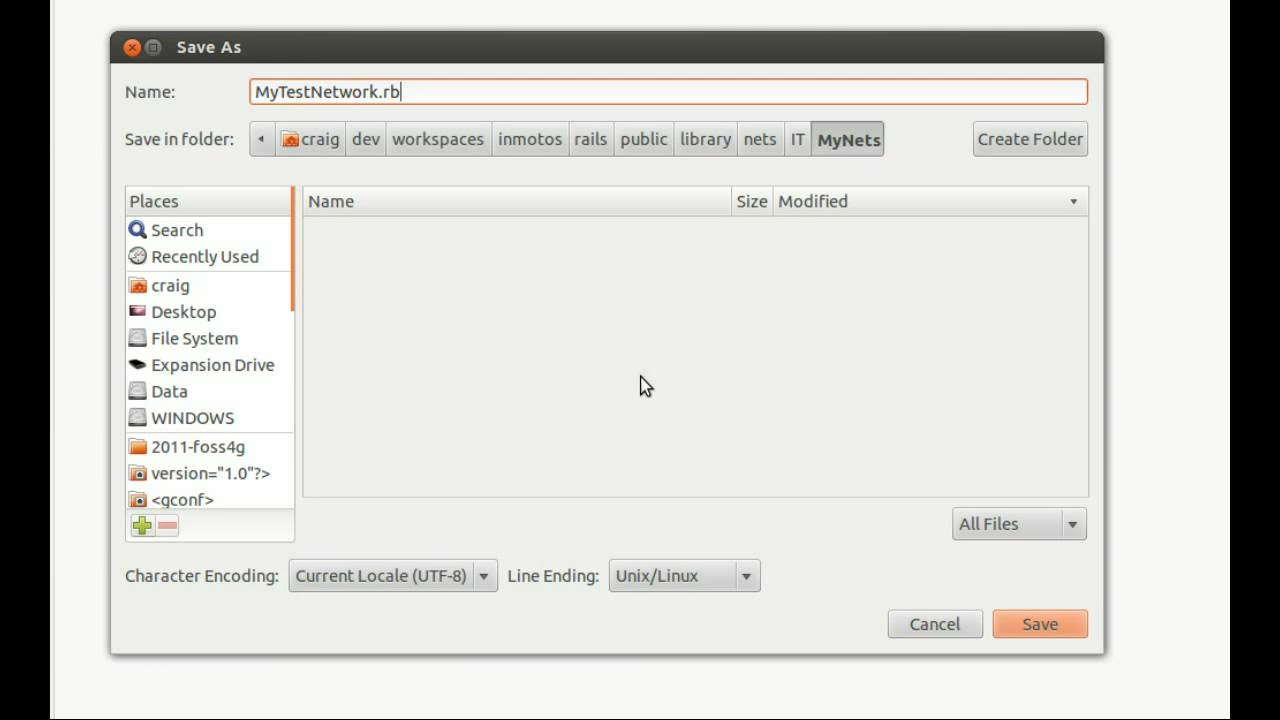 Save As
Name: MyTestNetwork.rb
Save in folder: craig dev workspaces inmotos rails public library nets IT MyNets Create Folder
Places
Name Size Modified
Search
Recently Used
craig
Desktop
File System
Expansion Drive
Data
WINDOWS
2011-foss4g
version="1.0"?>
<gconf>
All Files
Character Encoding: Current Locale (UTF-8) Line Ending: Unix/Linux
Cancel Save